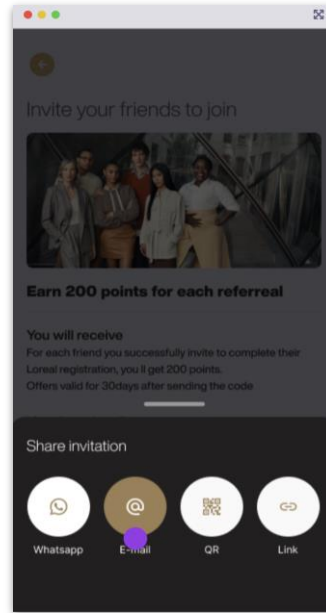 Invite your friends to join
Earn 200 points for each referreal
You will receive
For each friend you successfully invite to complete their
Loreal registration, you ll get 200 points.
Offers valid for 30days after sending the code
Share invitation
Whatsapp
E-mail
QR
Link